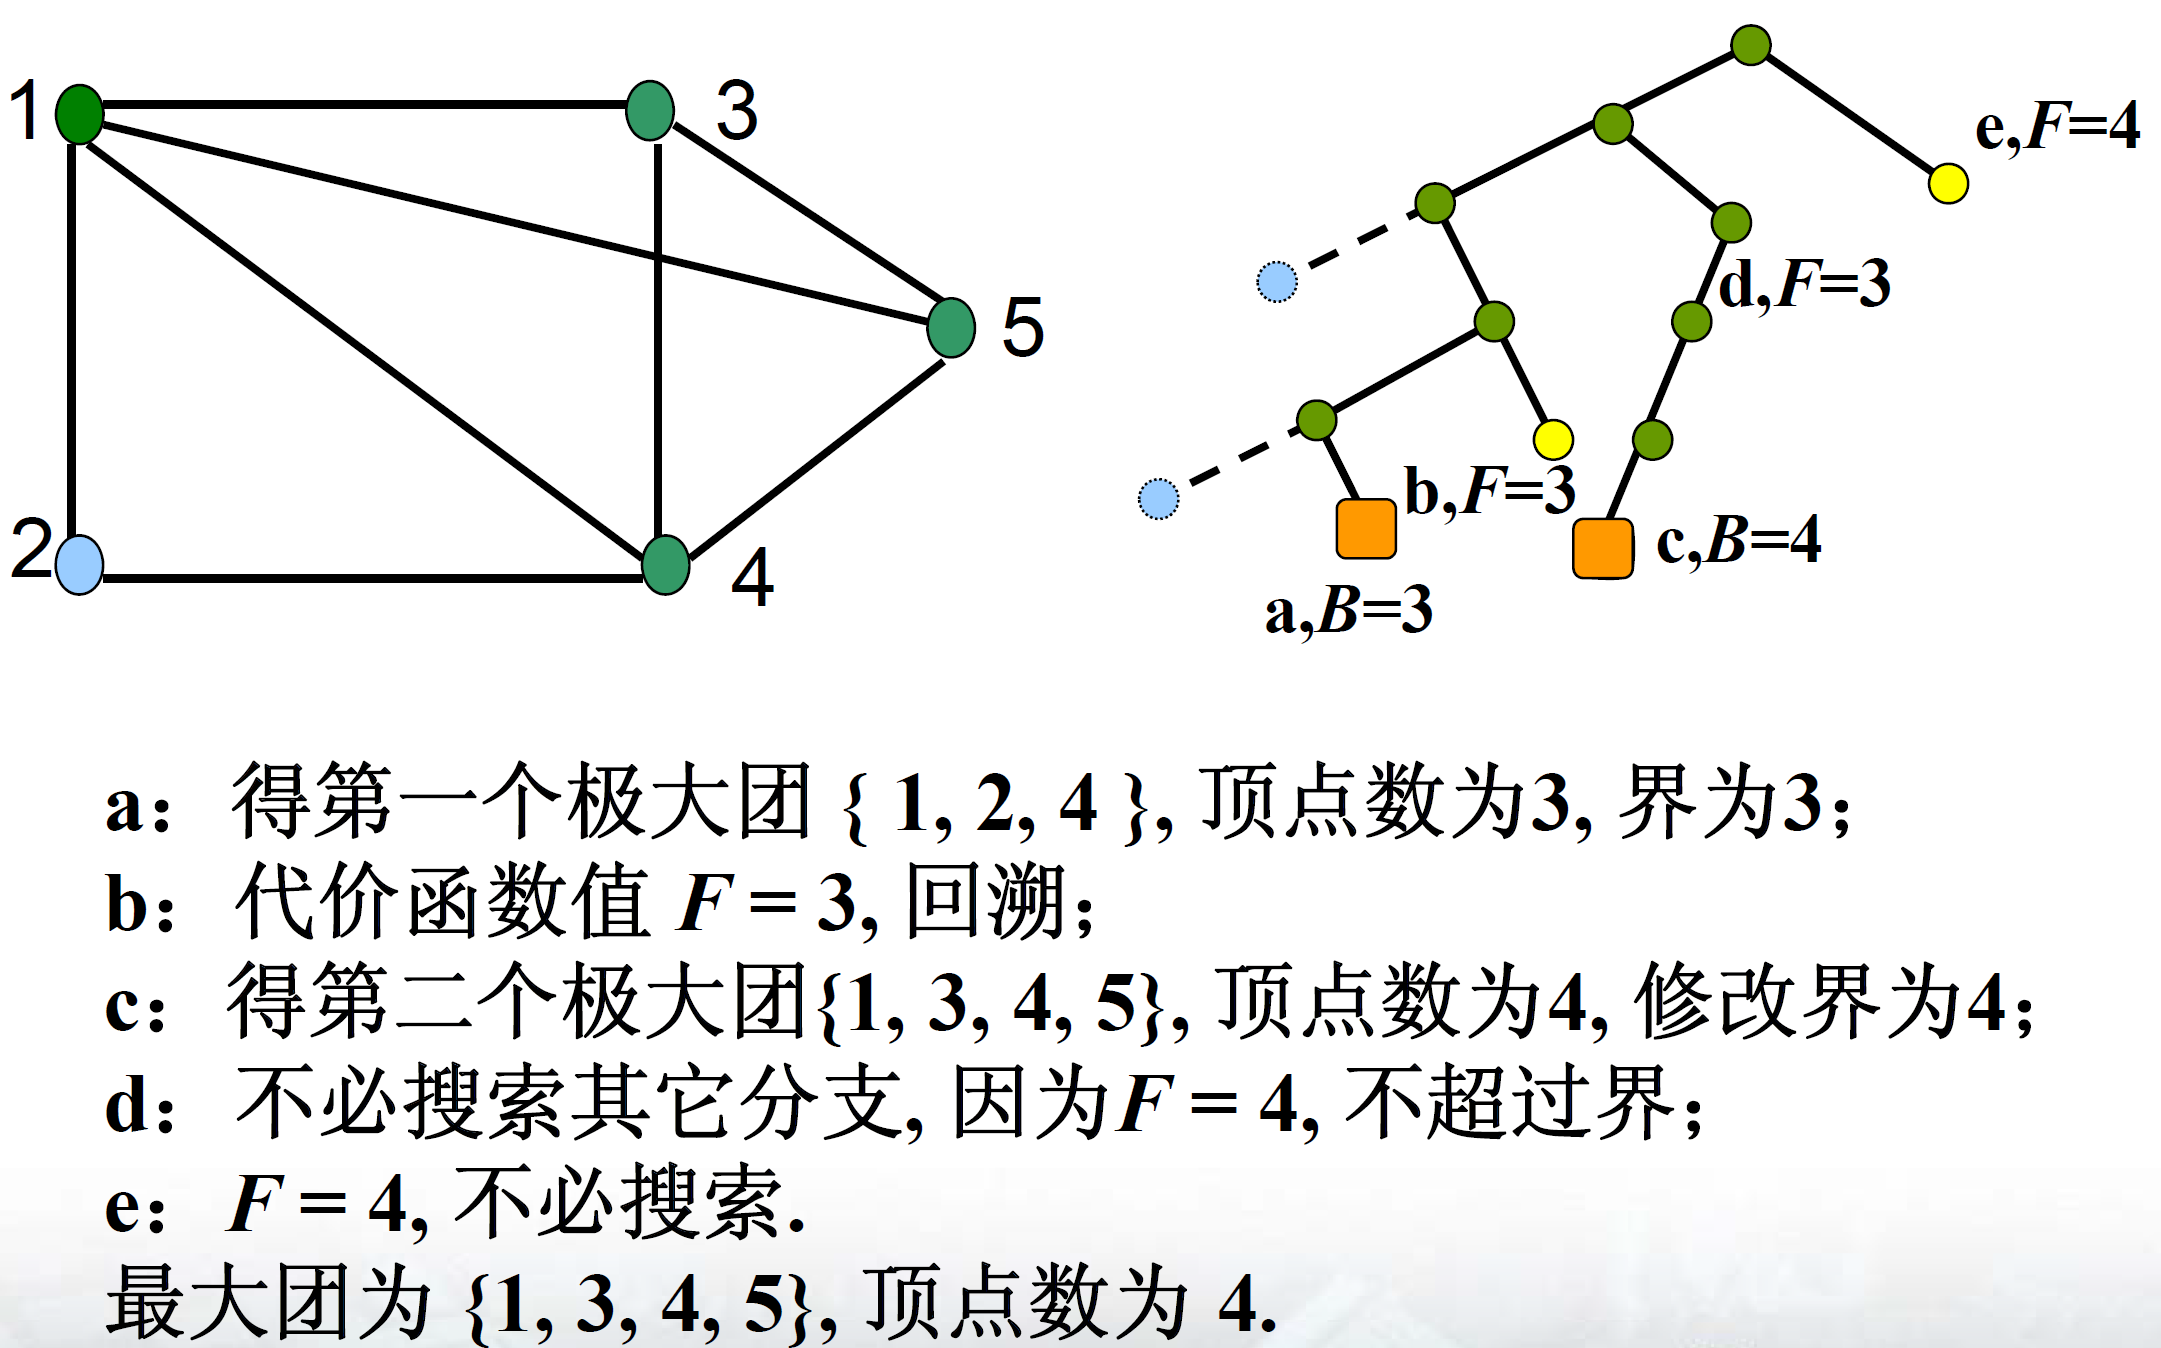 1
3
e,F=4
5
d,F=3
2
4
b,F=3
c,B=4
a,B=3
a：得第一个极大团 { 1, 2, 4 }, 顶点数为3, 界为3；
b：代价函数值 F = 3, 回溯；
c：得第二个极大团{1, 3, 4, 5}, 顶点数为4, 修改界为4；
d：不必搜索其它分支, 因为F = 4, 不超过界；
e：F = 4, 不必搜索.
最大团为 {1, 3, 4, 5}, 顶点数为 4.